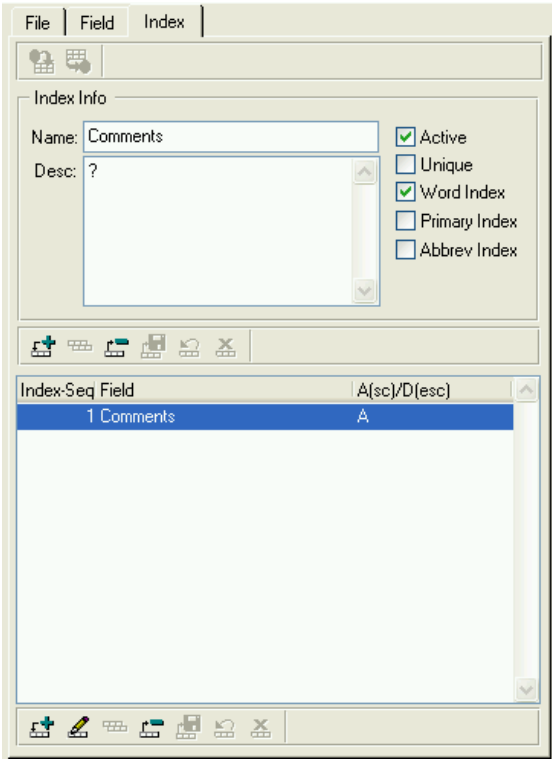 File Field Index
Index Info
Name: Comments
Active
Desc: ?
Unique
Word Index
Primary Index
Abbrev Index
Index-Seq Field A(sc)/D(esc)
1 Comments A